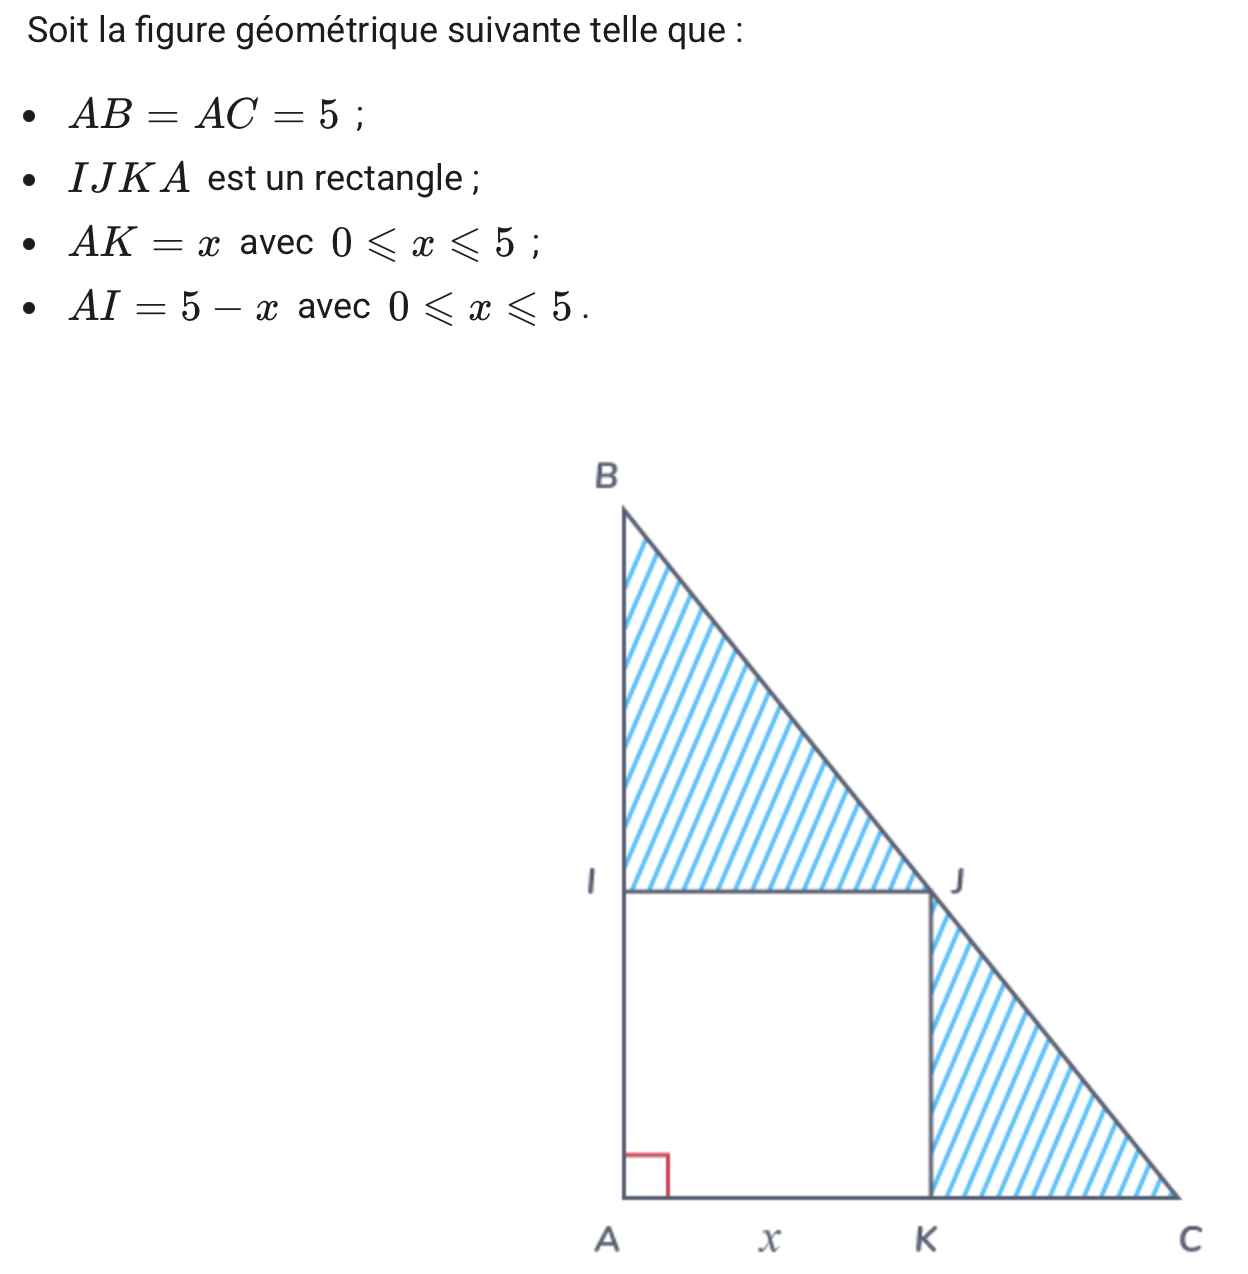 Soit la figure géométrique suivante telle que :
• AB = AC = 5 ;
• IJKA est un rectangle ;
• AK = x avec 0 ⩽ x ⩽ 5 ;
• AI = 5 − x avec 0 ⩽ x ⩽ 5 .
B
I J
A x K C